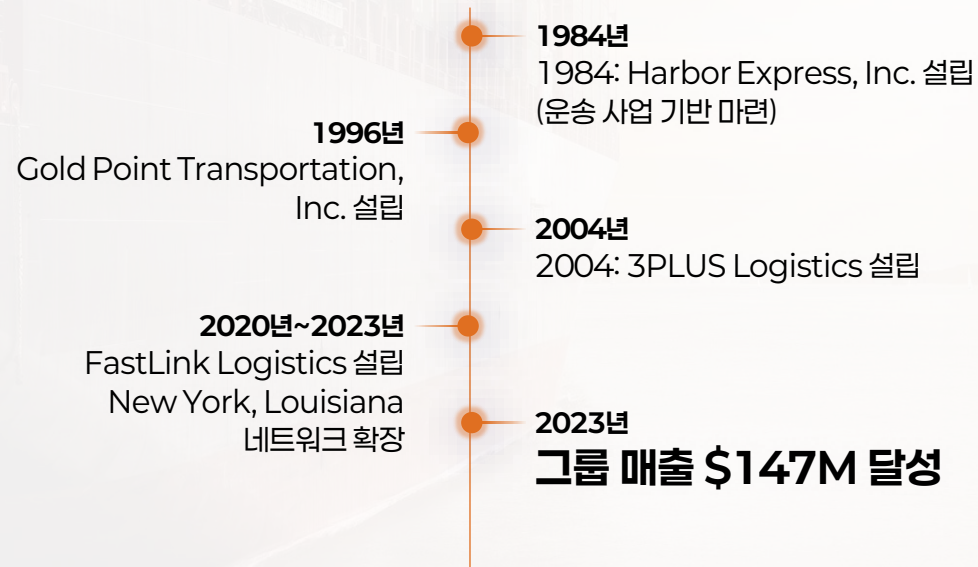 1984년
1984: Harbor Express, Inc. 설립
(운송 사업 기반 마련)
1996년
Gold Point Transportation,
Inc. 설립
2004년
2004: 3PLUS Logistics 설립
2020년~2023년
FastLink Logistics 설립
New York, Louisiana
네트워크 확장
2023년
그룹 매출 $147M 달성